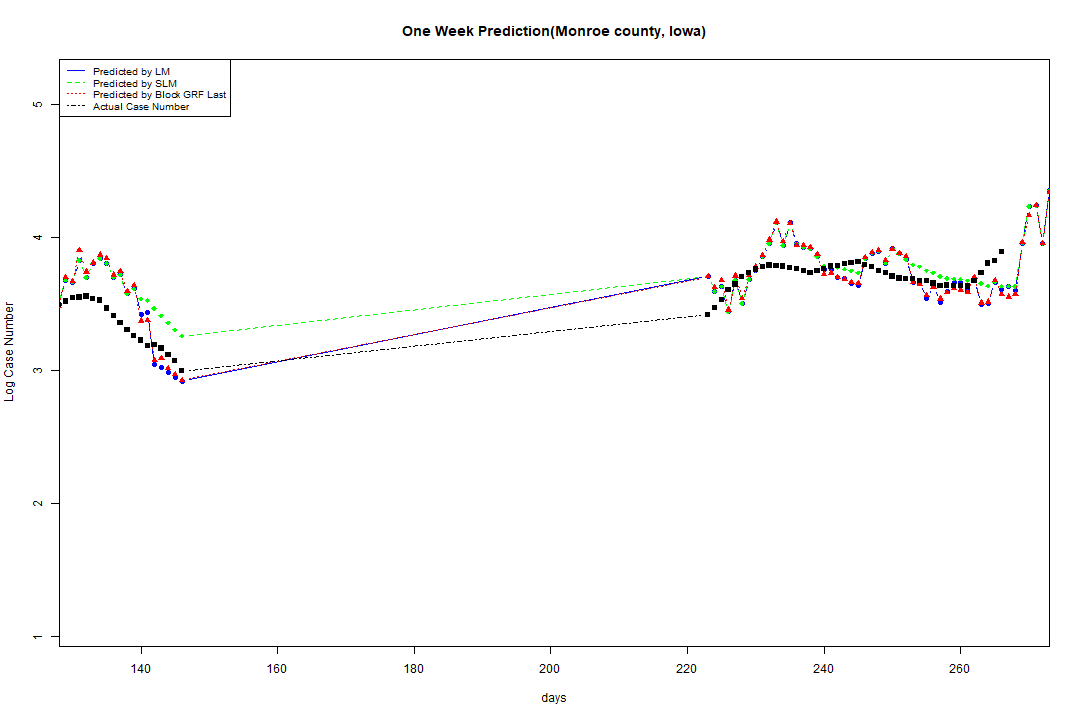 One Week Prediction(Monroe county, Iowa)
Predicted by LM
Predicted by SLM
Predicted by Block GRF Last
Actual Case Number
5
4
3
2
1
Log Case Number
140 160 180 200 220 240 260
days